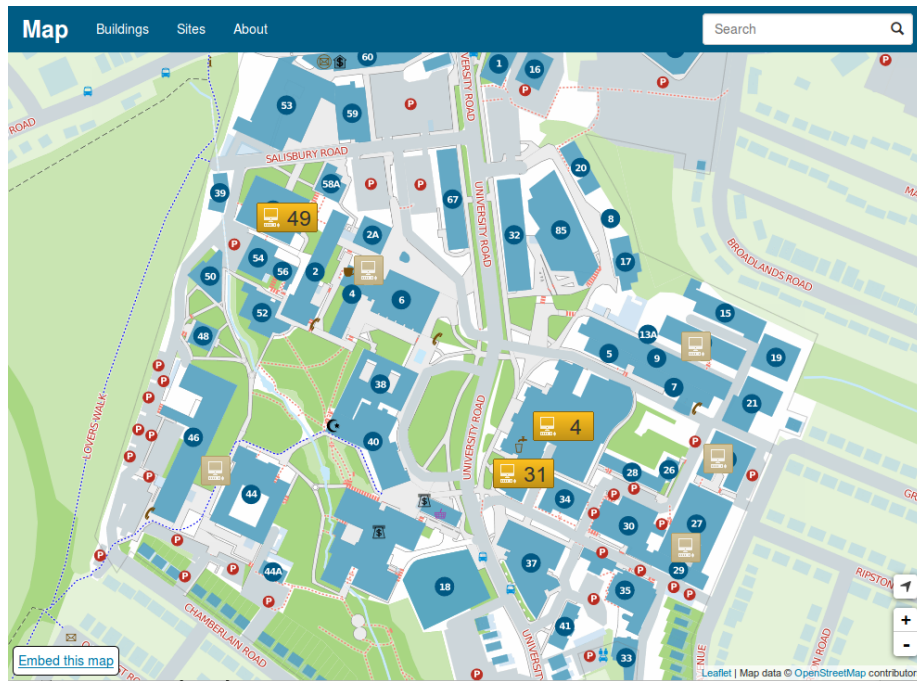 Map Buildings Sites About Search
60
1
16
53
59
UNIVERSITY ROAD
ROAD
SALISBURY ROAD
20
58A
39
67
UNIVERSITY ROAD
49
8
2A
32
85
BROADLANDS ROAD
54
56
2
17
50
4
6
52
15
13A
48
5
9
19
7
38
21
LOVERS WALK
UNIVERSITY ROAD
4
46
40
31
28
26
44
34
30
27
37
29
44A
18
35
RIPSTON
CHAMBERLAIN ROAD
41
UNIVERSITY
33
Embed this map
+
-
Leaflet | Map data © OpenStreetMap contributor